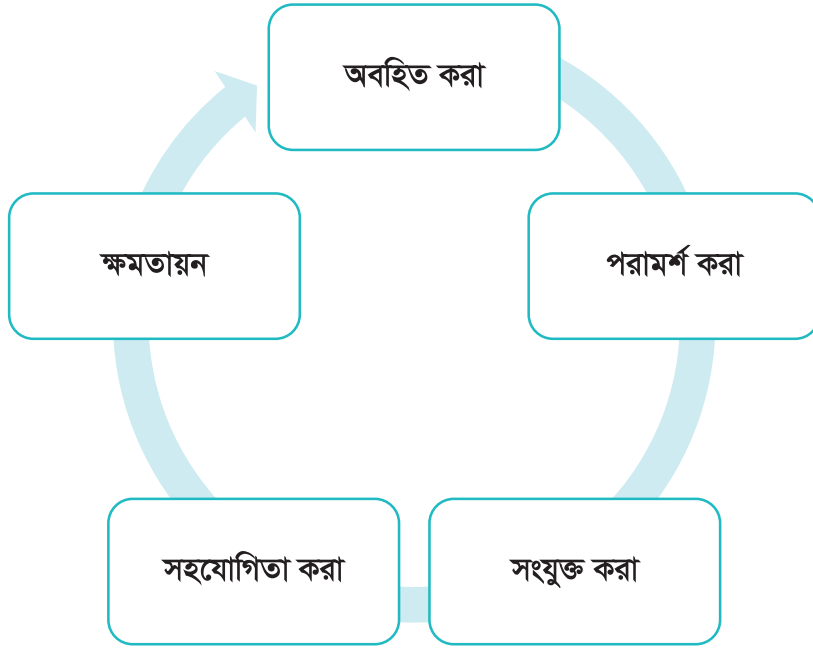 অবহিত করা
পরামর্শ করা
সংযুক্ত করা
সহযোগিতা করা
ক্ষমতায়ন